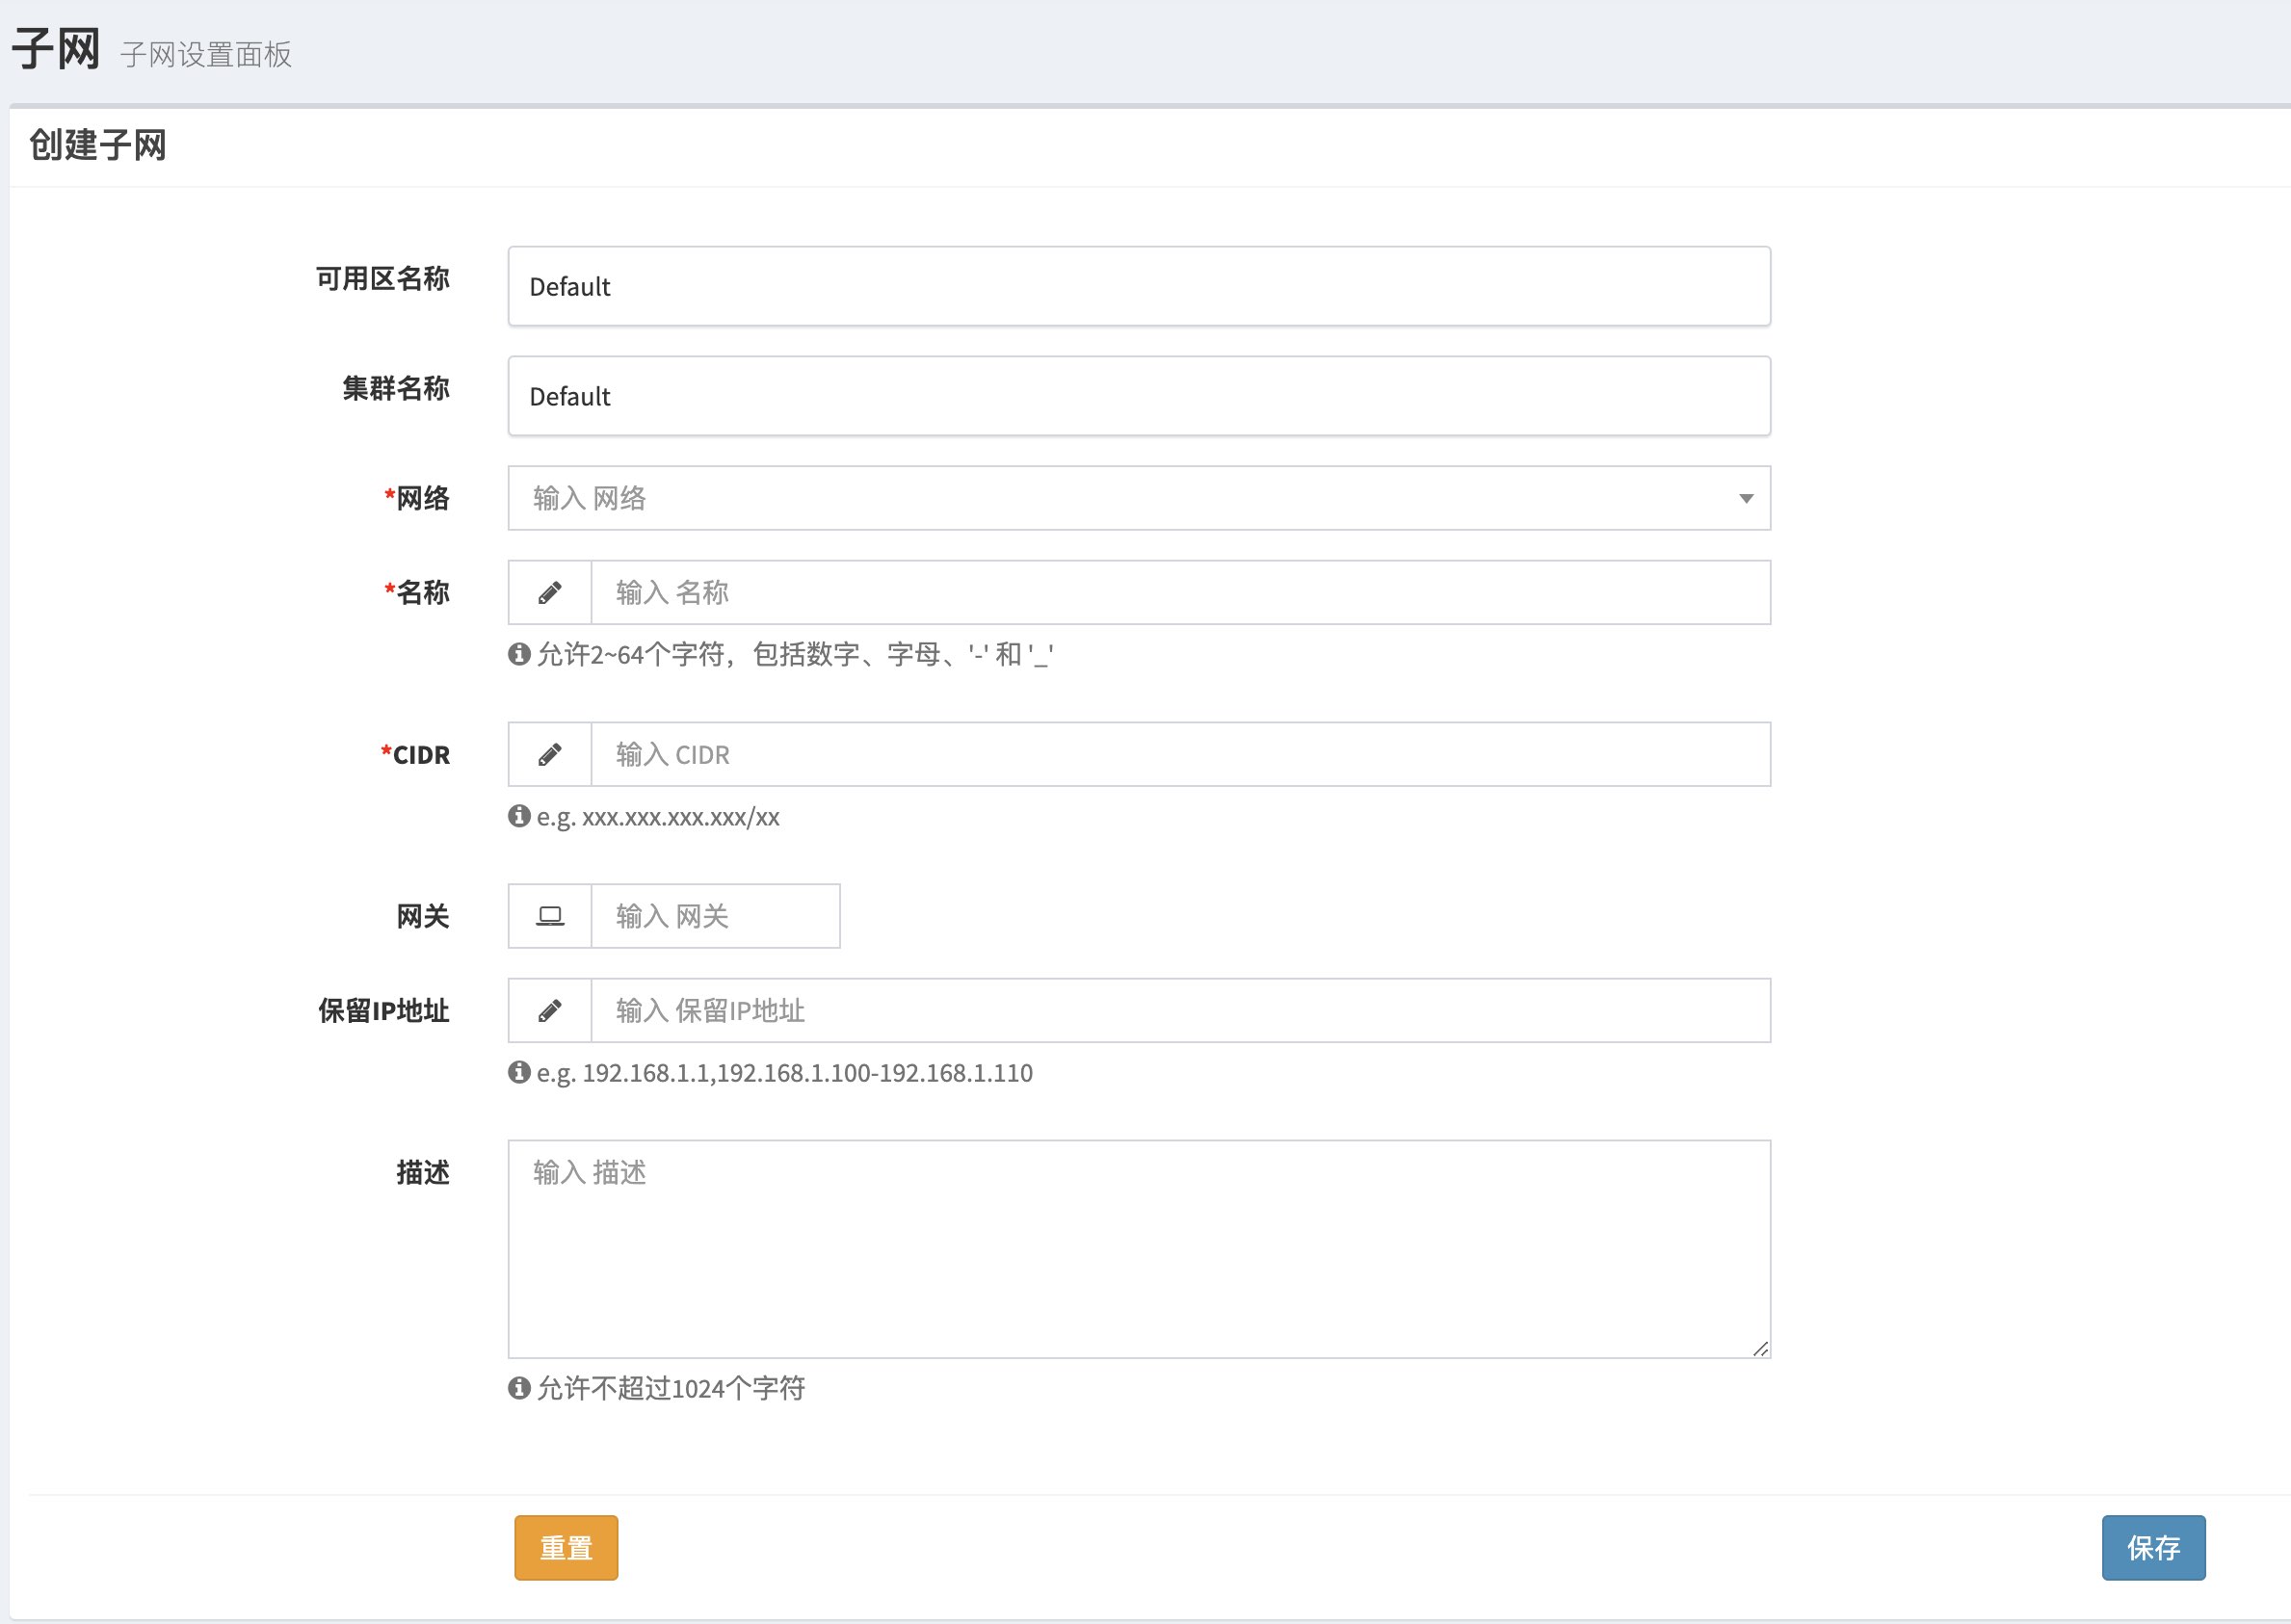 子网 子网设置面板
创建子网
可用区名称 Default
集群名称 Default
*网络 输入 网络
*名称 输入 名称
允许2~64个字符，包括数字、字母、'-' 和 '_'
*CIDR 输入 CIDR
e.g. xxx.xxx.xxx.xxx/xx
网关 输入 网关
保留IP地址 输入 保留IP地址
e.g. 192.168.1.1,192.168.1.100-192.168.1.110
描述 输入 描述
允许不超过1024个字符
重置 保存